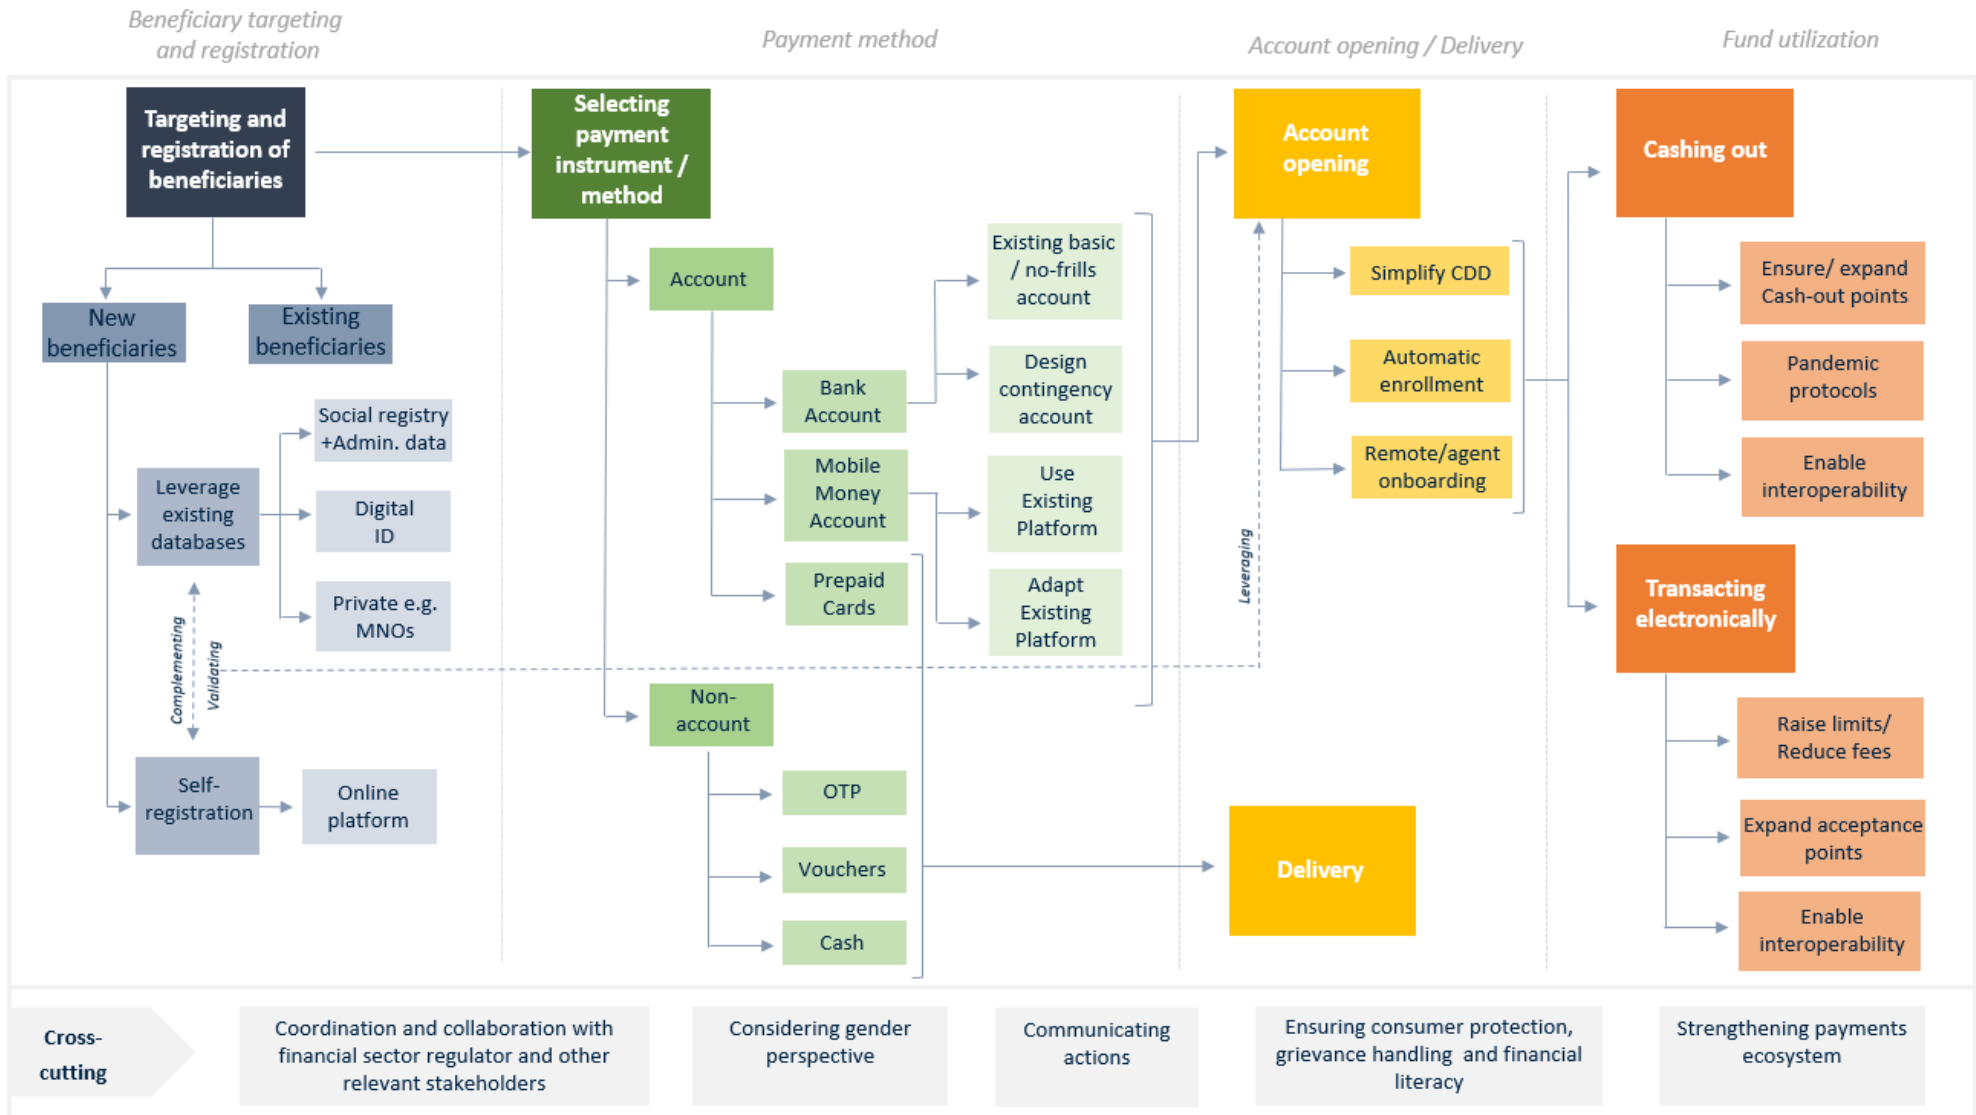 Beneficiary targeting
and registration
Payment method
Account opening / Delivery
Fund utilization
Targeting and
registration of
beneficiaries
New
beneficiaries
Existing
beneficiaries
Leverage
existing
databases
Social registry
+Admin. data
Digital
ID
Private e.g.
MNOs
Complementing
Validating
Self-
registration
Online
platform
Selecting
payment
instrument /
method
Account
Bank
Account
Mobile
Money
Account
Prepaid
Cards
Existing basic
/ no-frills
account
Design
contingency
account
Use
Existing
Platform
Adapt
Existing
Platform
Non-
account
OTP
Vouchers
Cash
Account
opening
Simplify CDD
Automatic
enrollment
Remote/agent
onboarding
Leveraging
Delivery
Cashing out
Ensure/ expand
Cash-out points
Pandemic
protocols
Enable
interoperability
Transacting
electronically
Raise limits/
Reduce fees
Expand acceptance
points
Enable
interoperability
Cross-
cutting
Coordination and collaboration with
financial sector regulator and other
relevant stakeholders
Considering gender
perspective
Communicating
actions
Ensuring consumer protection,
grievance handling  and financial
literacy
Strengthening payments
ecosystem